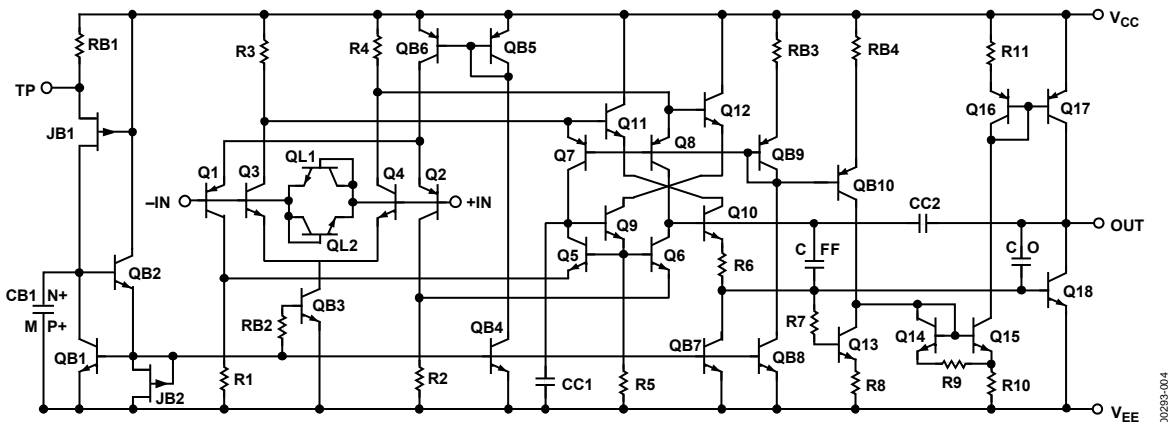 VCC
RB1
R3
R4
QB6
QB5
RB3
RB4
R11
TP
JB1
Q11
Q12
Q16
Q17
Q7
Q8
QB9
QB10
Q1
Q3
QL1
Q4
Q2
–IN
+IN
QL2
Q9
Q10
CC2
OUT
Q5
Q6
R6
C FF
C O
Q18
QB2
CB1 N+
M P+
QB3
RB2
R7
Q13
Q14
Q15
QB1
QB4
QB7
QB8
R9
JB2
R1
R2
CC1
R5
R8
R10
VEE
00293-004